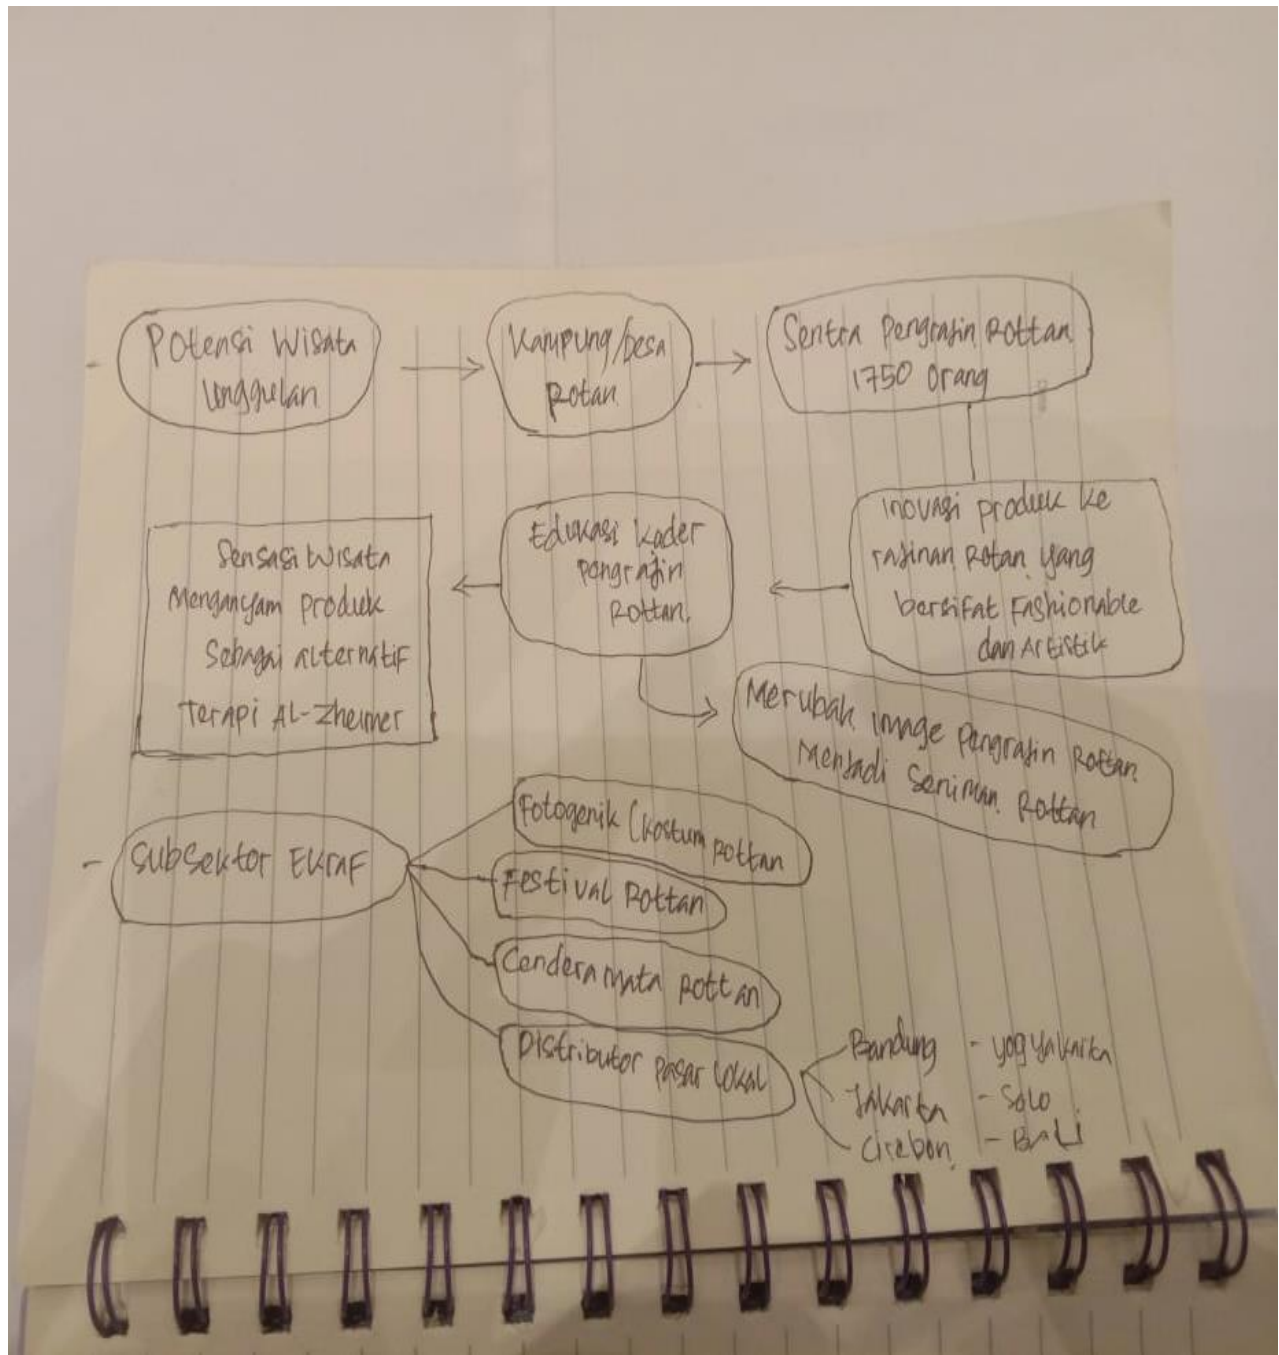 - Potensi Wisata
Unggulan
Kampung/Desa
Rotan
Sentra Pengrajin Rottan
1750 Orang
Inovasi produk ke
rajinan Rotan yang
bersifat Fashionable
dan Artistik
Edukasi Kader
pengrajin
Rottan.
Sensasi Wisata
Menganyam Produk
Sebagai alternatif
Terapi Al-Zheimer
Merubah image Pengrajin Rottan
Menjadi Seniman Rottan
- Subsektor EKRAF
Fotogenik (Kostum Rottan
Festival Rottan
Cenderamata Rottan
Distributor Pasar Lokal
Bandung - Yogyakarta
Jakarta - Solo
Cirebon - Bali